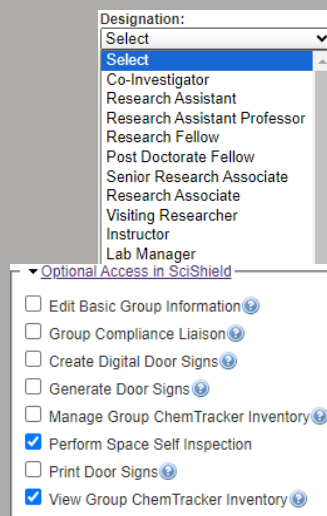 Designation:
Select
Select
Co-Investigator
Research Assistant
Research Assistant Professor
Research Fellow
Post Doctorate Fellow
Senior Research Associate
Research Associate
Visiting Researcher
Instructor
Lab Manager
Optional Access in SciShield
Edit Basic Group Information
Group Compliance Liaison
Create Digital Door Signs
Generate Door Signs
Manage Group ChemTracker Inventory
Perform Space Self Inspection
Print Door Signs
View Group ChemTracker Inventory